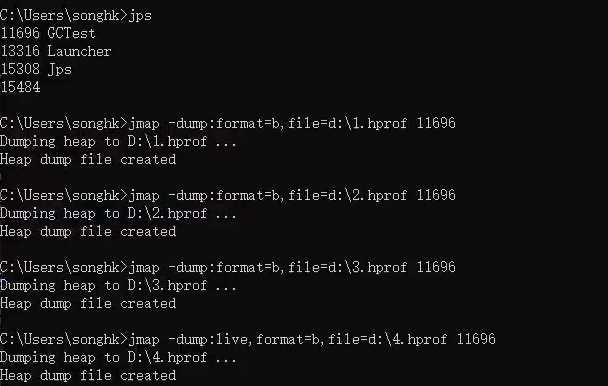 C:\Users\songhk>jps
11696 GCTest
13316 Launcher
15308 Jps
15484
C:\Users\songhk>jmap -dump:format=b,file=d:\1.hprof 11696
Dumping heap to D:\1.hprof ...
Heap dump file created
C:\Users\songhk>jmap -dump:format=b,file=d:\2.hprof 11696
Dumping heap to D:\2.hprof ...
Heap dump file created
C:\Users\songhk>jmap -dump:format=b,file=d:\3.hprof 11696
Dumping heap to D:\3.hprof ...
Heap dump file created
C:\Users\songhk>jmap -dump:live,format=b,file=d:\4.hprof 11696
Dumping heap to D:\4.hprof ...
Heap dump file created